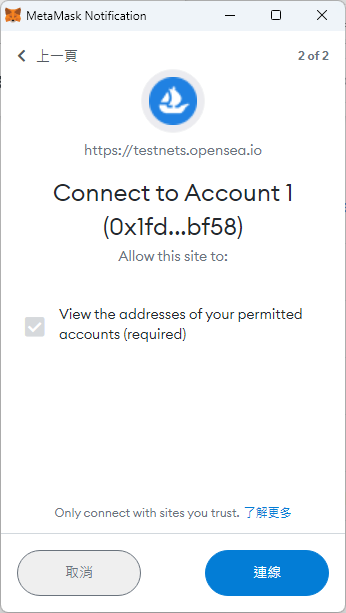 MetaMask Notification
上一頁
2 of 2
https://testnets.opensea.io
Connect to Account 1
(0x1fd...bf58)
Allow this site to:
View the addresses of your permitted
accounts (required)
Only connect with sites you trust. 了解更多
取消
連線